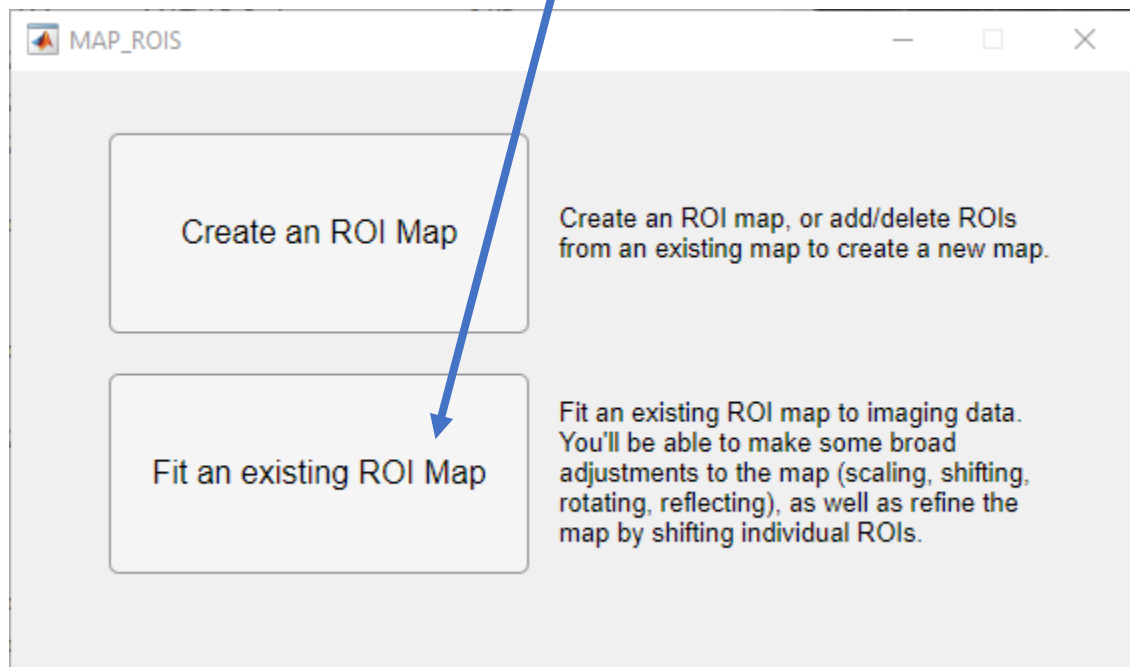 MAP_ROIS
Create an ROI Map
Create an ROI map, or add/delete ROIs
from an existing map to create a new map.
Fit an existing ROI Map
Fit an existing ROI map to imaging data.
You'll be able to make some broad
adjustments to the map (scaling, shifting,
rotating, reflecting), as well as refine the
map by shifting individual ROIs.